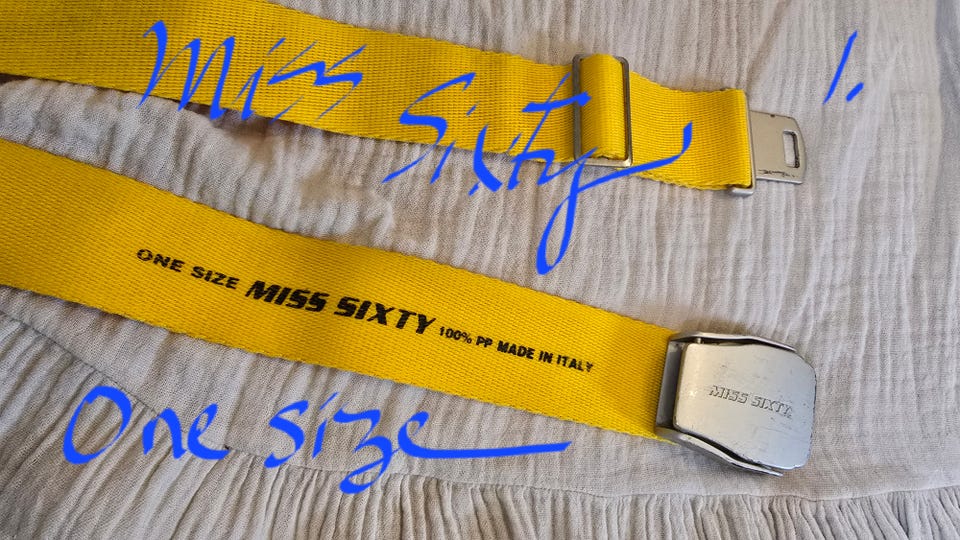 Miss Sixty
1.
ONE SIZE MISS SIXTY 100% PP MADE IN ITALY
MISS SIXTY
One size